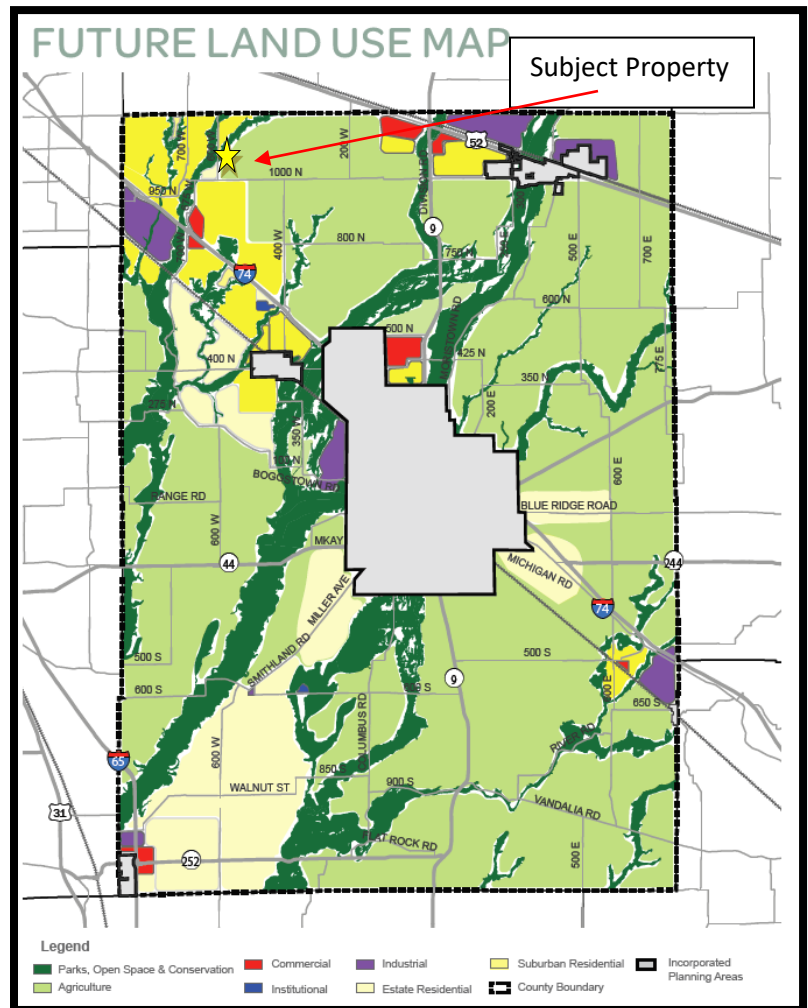 FUTURE LAND USE MAP
Subject Property
52
700 W
200 W
700 E
1000 N
950 N
9
500 E
400 W
800 N
750 N
74
600 N
MORRISTOWN RD
500 N
425 N
400 N
350 N
775 E
275 N
200 E
350 W
600 E
BOGGSTOWN RD
RANGE RD
BLUE RIDGE ROAD
600 W
MKAY
44
MICHIGAN RD
244
MILLER AVE
74
SMITHLAND RD
500 S
500 S
600 S
9
650 S
COLUMBUS RD
600 W
RIVER RD
65
850 S
900 S
WALNUT ST
VANDALIA RD
31
FLAT ROCK RD
500 E
252
Legend
Parks, Open Space & Conservation
Commercial
Industrial
Suburban Residential
Incorporated
Planning Areas
Agriculture
Institutional
Estate Residential
County Boundary